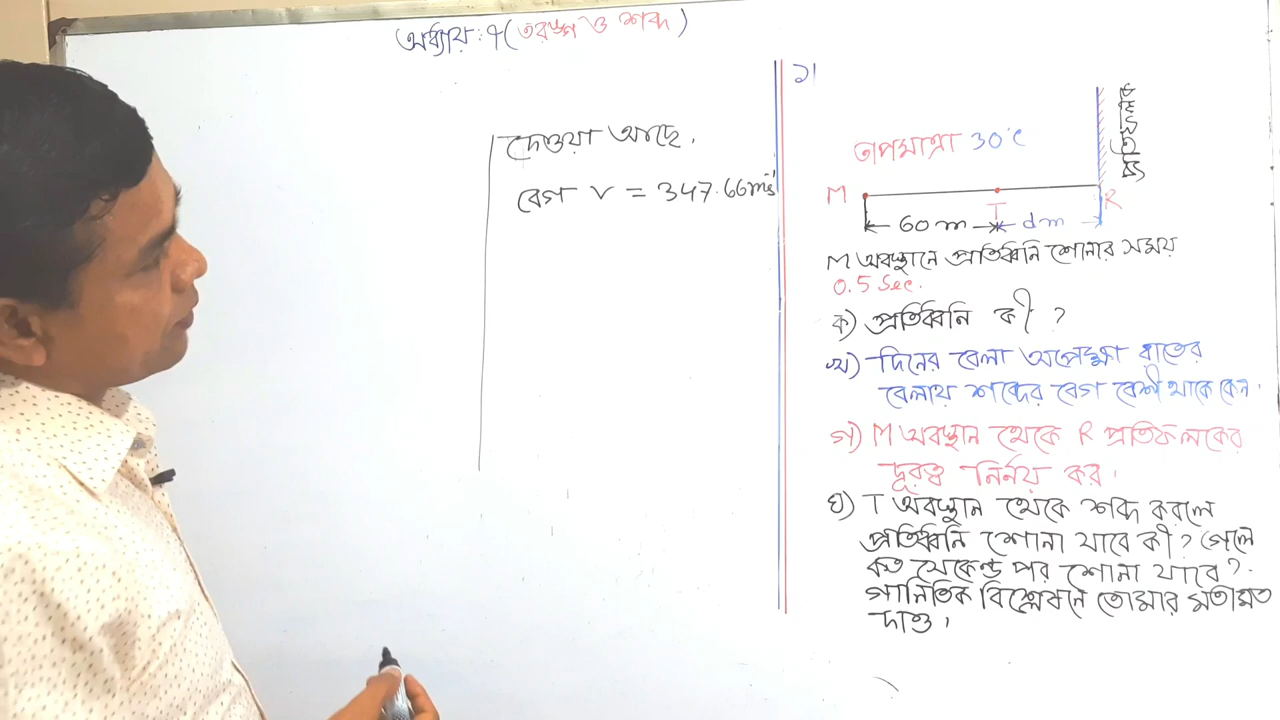 অধ্যায়: ৭ (তরঙ্গ ও শব্দ)
দেওয়া আছে,
বেগ v = 347.66ms⁻¹
১।
তাপমাত্রা 30°c
প্রতিফলক
M T R
60 m d m
M অবস্থানে প্রতিধ্বনি শোনার সময়
0.5 Sec.
ক) প্রতিধ্বনি কী ?
খ) দিনের বেলা অপেক্ষা রাতের
বেলায় শব্দের বেগ বেশী থাকে কেন।
গ) M অবস্থান থেকে R প্রতিফলকের
দূরত্ব নির্নয় কর।
ঘ) T অবস্থান থেকে শব্দ করলে
প্রতিধ্বনি শোনা যাবে কী? গেলে
কত সেকেন্ড পর শোনা যাবে?
গানিতিক বিশ্লেষনে তোমার মতামত
দাও।